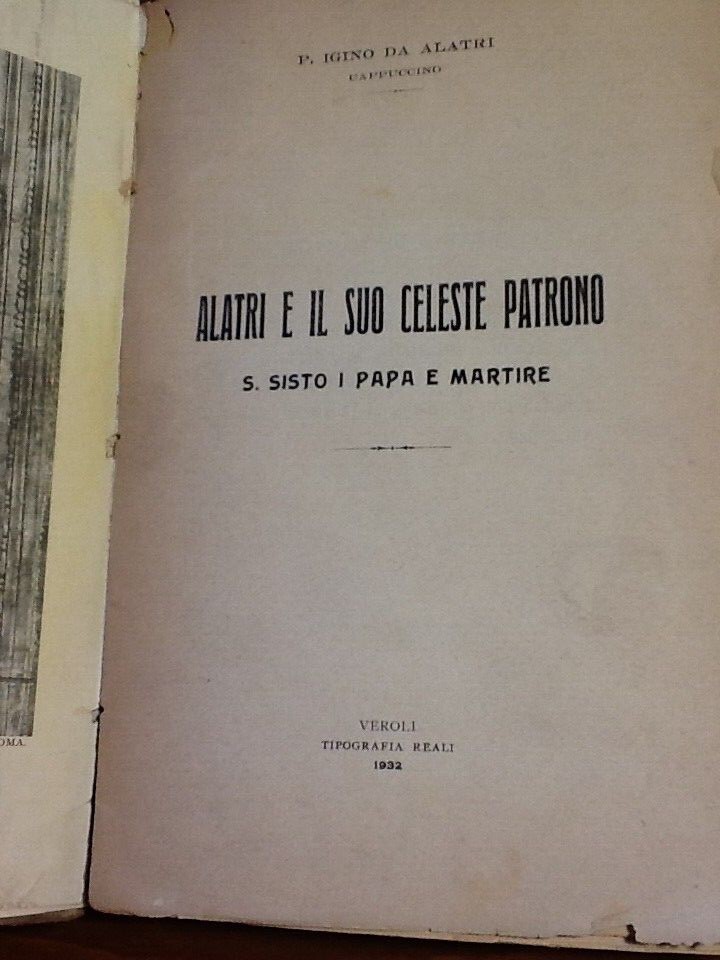 P. IGINO DA ALATRI
CAPPUCCINO
ALATRI E IL SUO CELESTE PATRONO
S. SISTO I PAPA E MARTIRE
VEROLI
TIPOGRAFIA REALI
1932
OMA.